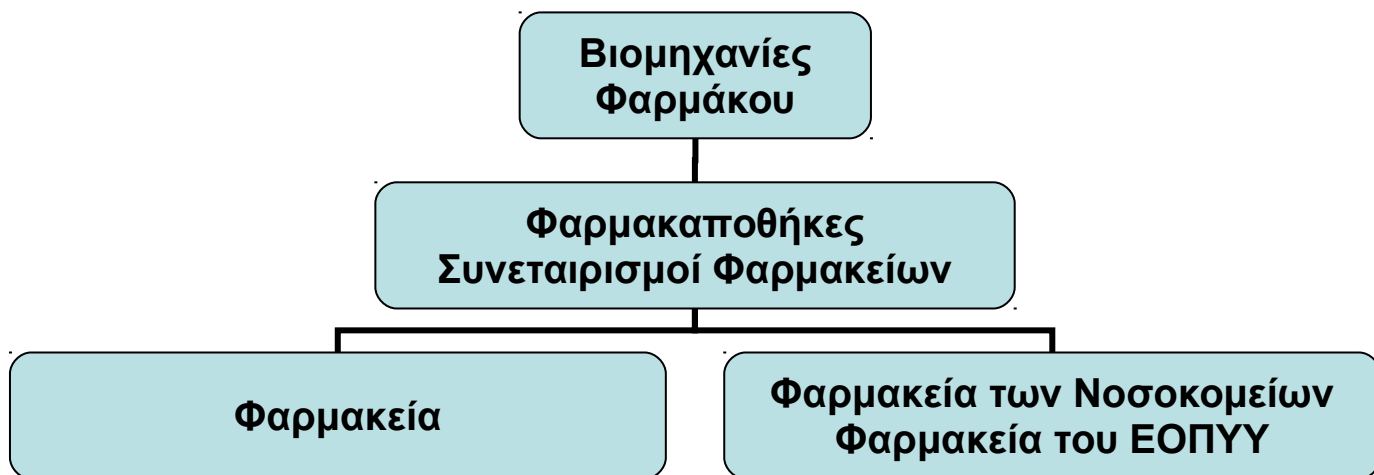 Βιομηχανίες
Φαρμάκου
Φαρμακαποθήκες
Συνεταιρισμοί Φαρμακείων
Φαρμακεία
Φαρμακεία των Νοσοκομείων
Φαρμακεία του ΕΟΠΥΥ